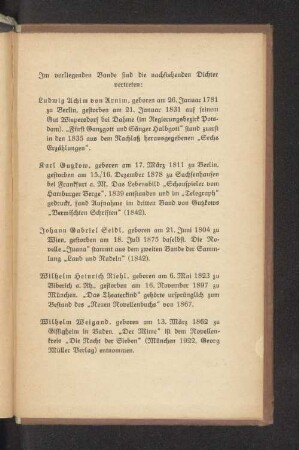 Im vorliegenden Bande sind die nachstehenden Dichter
vertreten:
Ludwig Achim von Arnim, geboren am 26. Januar 1781
zu Berlin, gestorben am 21. Januar 1831 auf seinem
Gut Wiepersdorf bei Dahme (im Regierungsbezirk Pots-
dam). „Fürst Ganzgott und Sänger Halbgott“ stand zuerst
in den 1835 aus dem Nachlaß herausgegebenen „Sechs
Erzählungen“.
Karl Gutzkow, geboren am 17. März 1811 zu Berlin,
gestorben am 15./16. Dezember 1878 zu Sachsenhausen
bei Frankfurt a. M. Das Lebensbild „Schauspieler vom
Hamburger Berge“, 1839 entstanden und im „Telegraph“
gedruckt, fand Aufnahme im dritten Band von Gutzkows
„Vermischten Schriften“ (1842).
Johann Gabriel Seidl, geboren am 21. Juni 1804 zu
Wien, gestorben am 18. Juli 1875 daselbst. Die No-
velle „Juana“ stammt aus dem zweiten Bande der Samm-
lung „Laub und Nadeln“ (1842).
Wilhelm Heinrich Riehl, geboren am 6. Mai 1823 zu
Biberich a. Rh., gestorben am 16. November 1897 zu
München. „Das Theaterkind“ gehörte ursprünglich zum
Bestand des „Neuen Novellenbuchs“ von 1867.
Wilhelm Weigand, geboren am 13. März 1862 zu
Gissigheim in Baden. „Der Mime“ ist dem Novellen-
kreis „Die Nacht der Sieben“ (München 1922, Georg
Müller Verlag) entnommen.